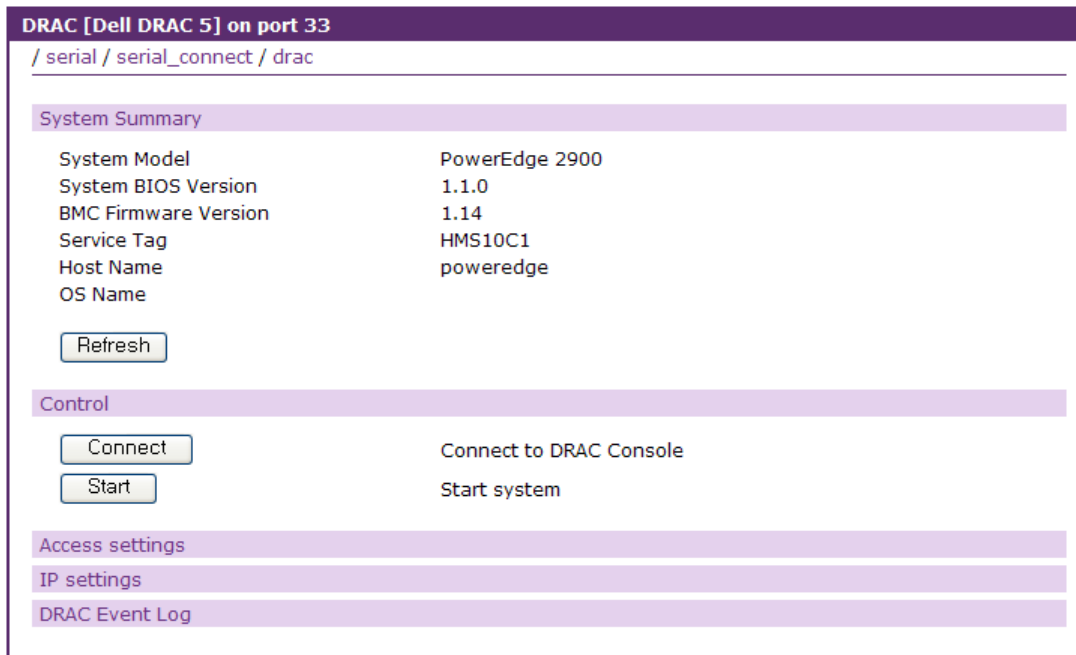 DRAC [Dell DRAC 5] on port 33
/ serial / serial_connect / drac
System Summary
System Model PowerEdge 2900
System BIOS Version 1.1.0
BMC Firmware Version 1.14
Service Tag HMS10C1
Host Name poweredge
OS Name
Refresh
Control
Connect Connect to DRAC Console
Start Start system
Access settings
IP settings
DRAC Event Log